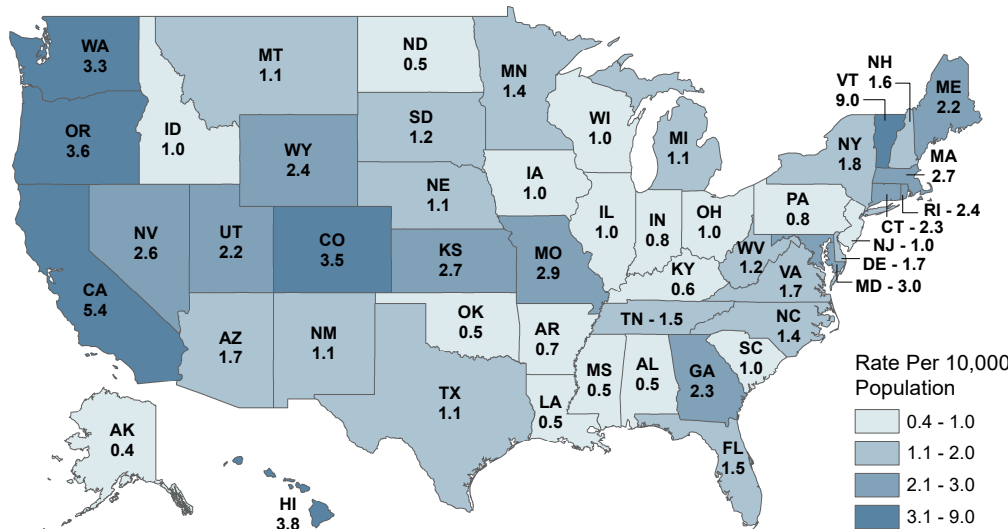 WA
3.3
OR
3.6
CA
5.4
ID
1.0
NV
2.6
MT
1.1
WY
2.4
UT
2.2
CO
3.5
AZ
1.7
NM
1.1
ND
0.5
SD
1.2
NE
1.1
KS
2.7
OK
0.5
TX
1.1
MN
1.4
IA
1.0
MO
2.9
AR
0.7
LA
0.5
WI
1.0
IL
1.0
MI
1.1
IN
0.8
OH
1.0
KY
0.6
TN - 1.5
MS
0.5
AL
0.5
GA
2.3
FL
1.5
SC
1.0
NC
1.4
VA
1.7
WV
1.2
PA
0.8
NY
1.8
VT
9.0
NH
1.6
ME
2.2
MA
2.7
RI - 2.4
CT - 2.3
NJ - 1.0
DE - 1.7
MD - 3.0
AK
0.4
HI
3.8
Rate Per 10,000
Population
0.4 - 1.0
1.1 - 2.0
2.1 - 3.0
3.1 - 9.0